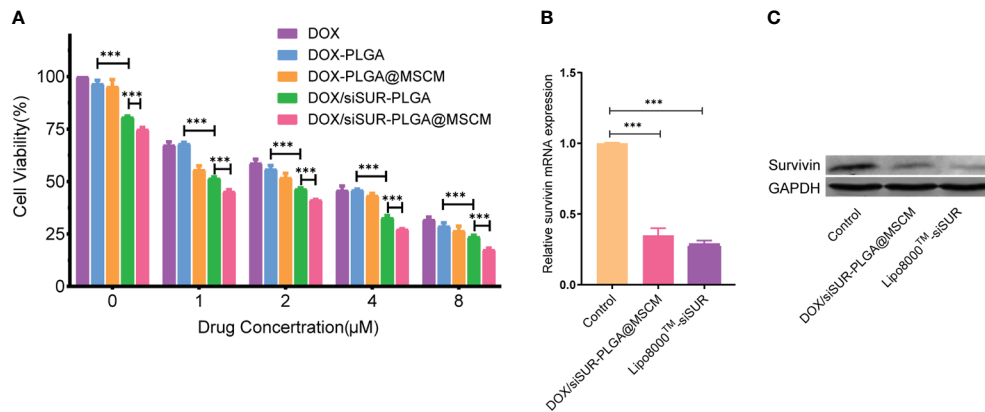 A
DOX
DOX-PLGA
DOX-PLGA@MSCM
DOX/siSUR-PLGA
DOX/siSUR-PLGA@MSCM
Cell Viability(%)
100
75
50
25
0
*** ***
*** ***
*** ***
*** ***
*** ***
0 1 2 4 8
Drug Concertration(μM)
B
Relative survivin mRNA expression
1.5
1.0
0.5
0.0
***
***
Control
DOX/siSUR-PLGA@MSCM
Lipo8000TM-siSUR
C
Survivin
GAPDH
Control
DOX/siSUR-PLGA@MSCM
Lipo8000TM-siSUR